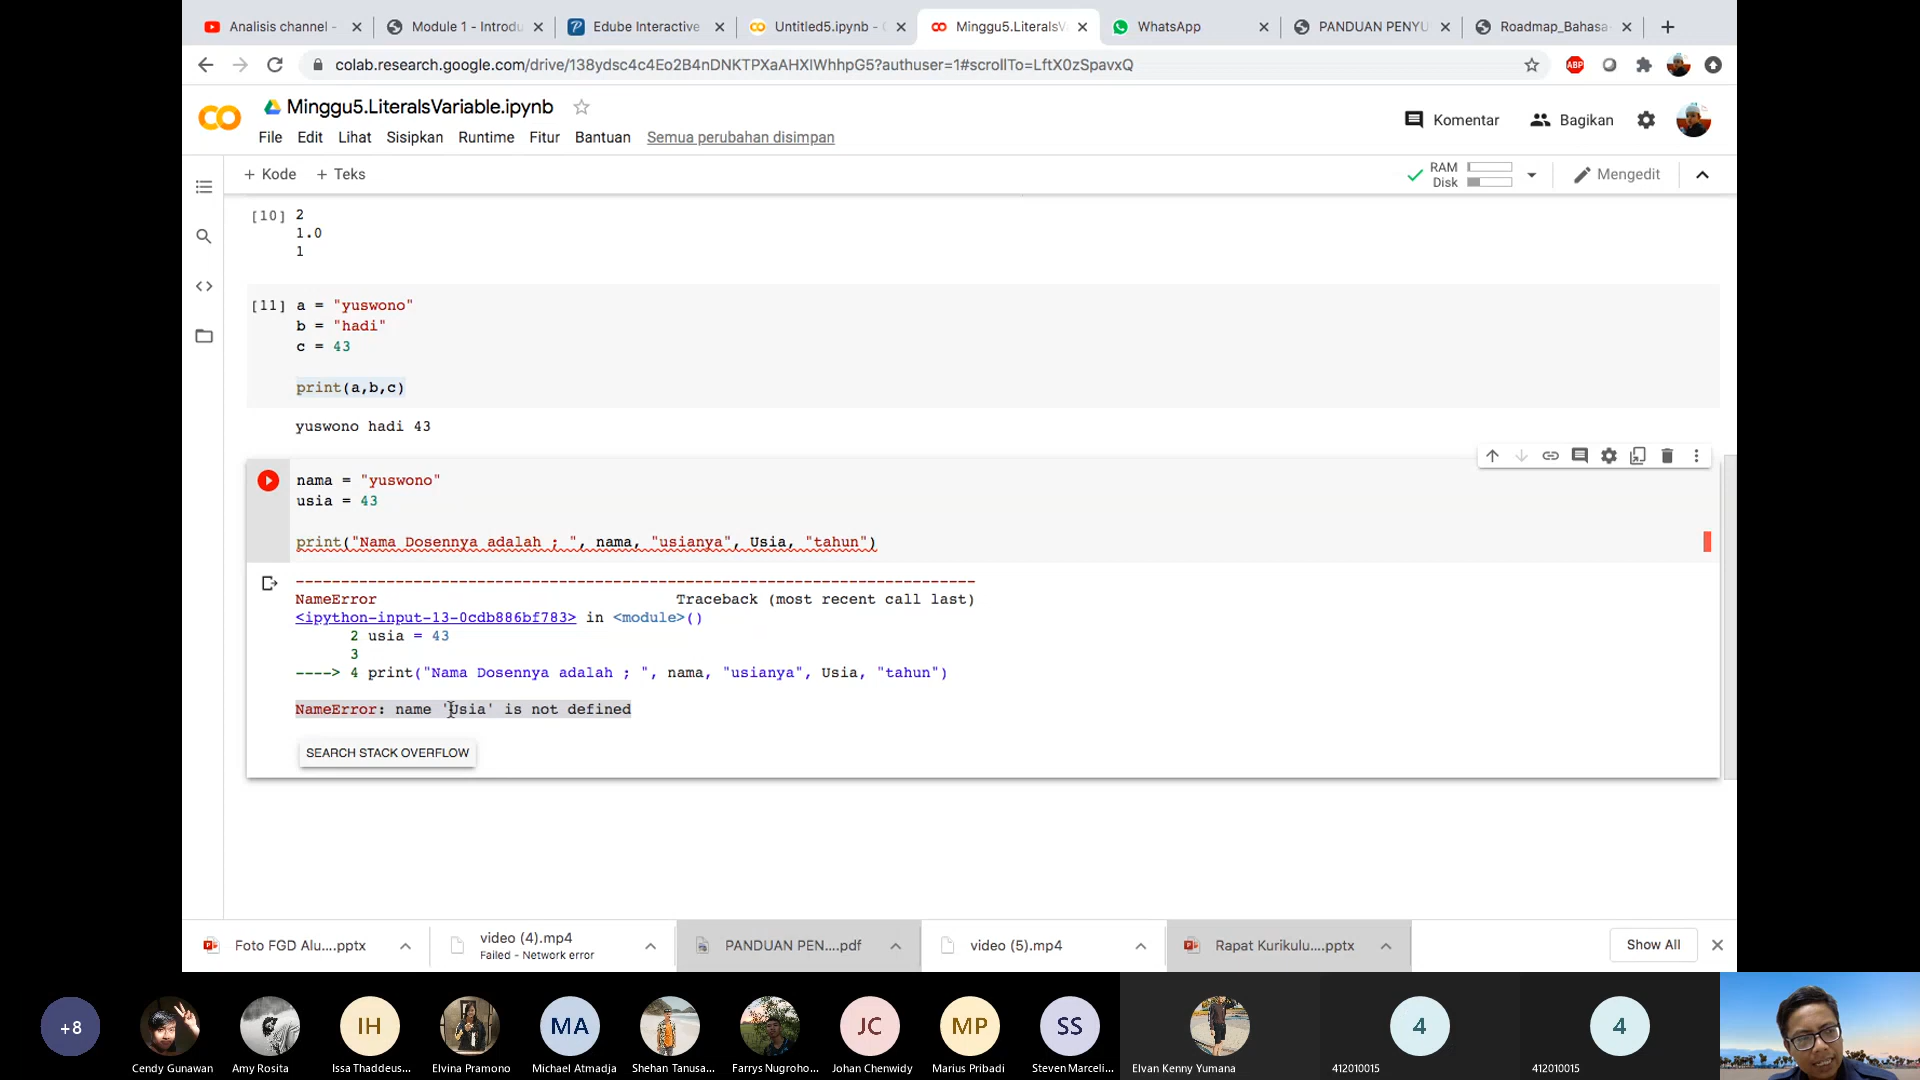 Analisis channel -
Module 1 - Introdu
Edube Interactive
Untitled5.ipynb - C
Minggu5.LiteralsV
WhatsApp
PANDUAN PENYU
Roadmap_Bahasa
colab.research.google.com/drive/138ydsc4c4Eo2B4nDNKTPXaAHXlWhhpG5?authuser=1#scrollTo=LftX0zSpavxQ
ABP
Minggu5.LiteralsVariable.ipynb
File Edit Lihat Sisipkan Runtime Fitur Bantuan Semua perubahan disimpan
Komentar
Bagikan
+ Kode + Teks
RAM
Disk
Mengedit
[10] 2
1.0
1
[11] a = "yuswono"
b = "hadi"
c = 43
print(a,b,c)
yuswono hadi 43
nama = "yuswono"
usia = 43
print("Nama Dosennya adalah ; ", nama, "usianya", Usia, "tahun")
---------------------------------------------------------------------------
NameError Traceback (most recent call last)
<ipython-input-13-0cdb886bf783> in <module>()
2 usia = 43
3
----> 4 print("Nama Dosennya adalah ; ", nama, "usianya", Usia, "tahun")
NameError: name 'Usia' is not defined
SEARCH STACK OVERFLOW
Foto FGD Alu....pptx
video (4).mp4
Failed - Network error
PANDUAN PEN....pdf
video (5).mp4
Rapat Kurikulu....pptx
Show All
+8
IH
MA
JC
MP
SS
4
4
Cendy Gunawan
Amy Rosita
Issa Thaddeus...
Elvina Pramono
Michael Atmadja
Shehan Tanusa...
Farrys Nugroho...
Johan Chenwidy
Marius Pribadi
Steven Marceli...
Elvan Kenny Yumana
412010015
412010015